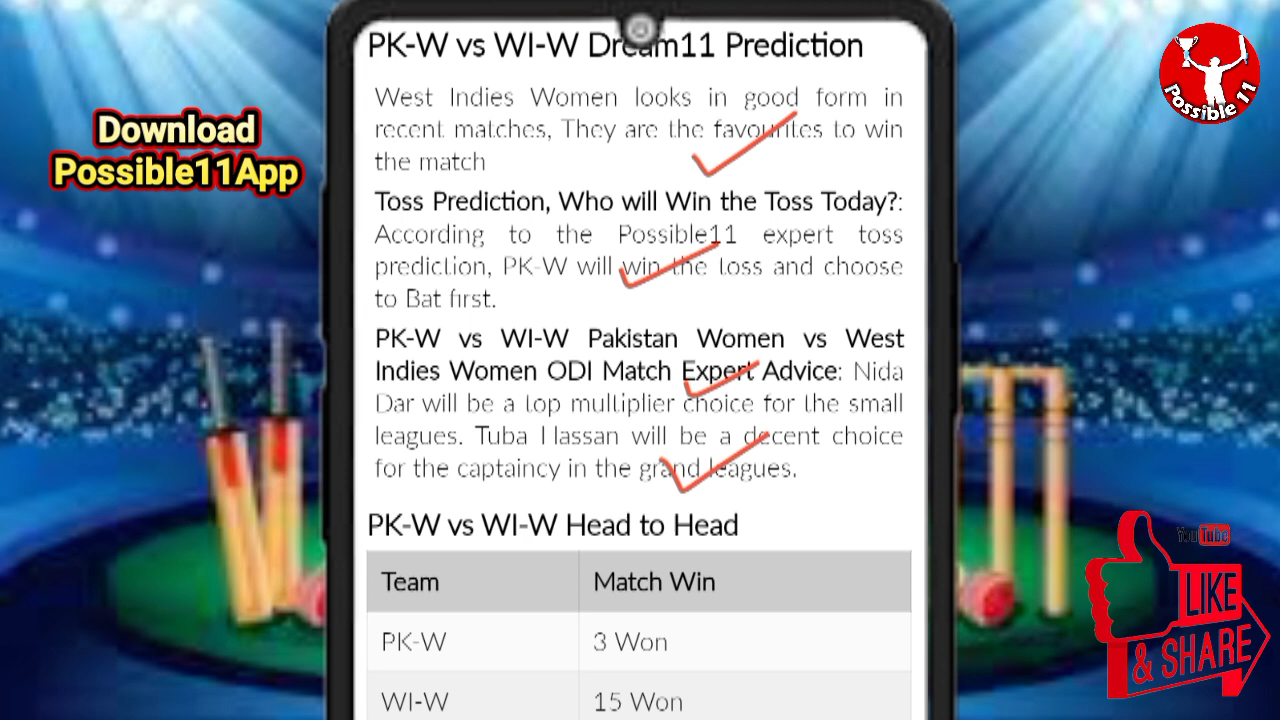 PK-W vs WI-W Dream11 Prediction
West Indies Women looks in good form in
recent matches, They are the favourites to win
the match
Toss Prediction, Who will Win the Toss Today?:
According to the Possible11 expert toss
prediction, PK-W will win the toss and choose
to Bat first.
PK-W vs WI-W Pakistan Women vs West
Indies Women ODI Match Expert Advice: Nida
Dar will be a top multiplier choice for the small
leagues. Tuba Hassan will be a decent choice
for the captaincy in the grand leagues.
PK-W vs WI-W Head to Head
Team Match Win
PK-W 3 Won
WI-W 15 Won
Download
Possible11App
Possible 11
YouTube
LIKE
& SHARE